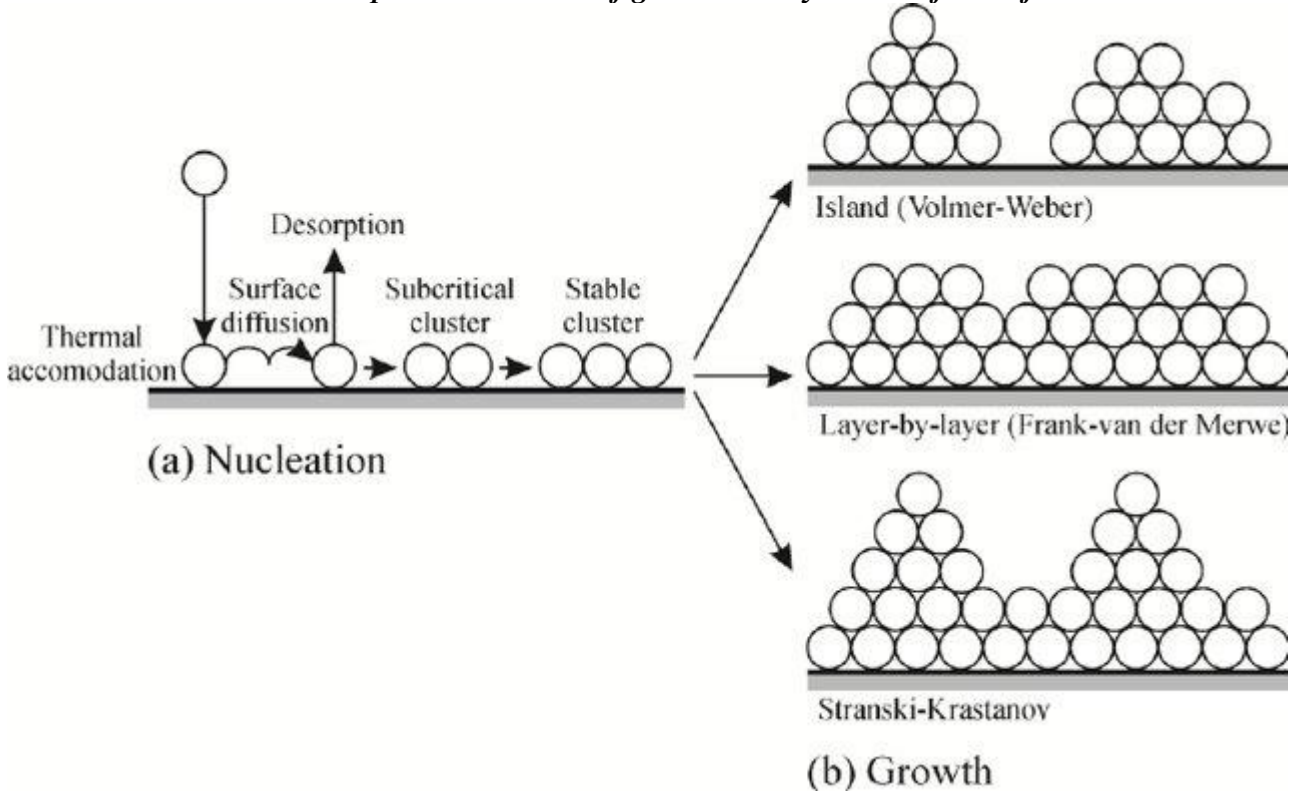 Desorption
Surface
diffusion
Subcritical
cluster
Stable
cluster
Thermal
accomodation
(a) Nucleation
Island (Volmer-Weber)
Layer-by-layer (Frank-van der Merwe)
Stranski-Krastanov
(b) Growth